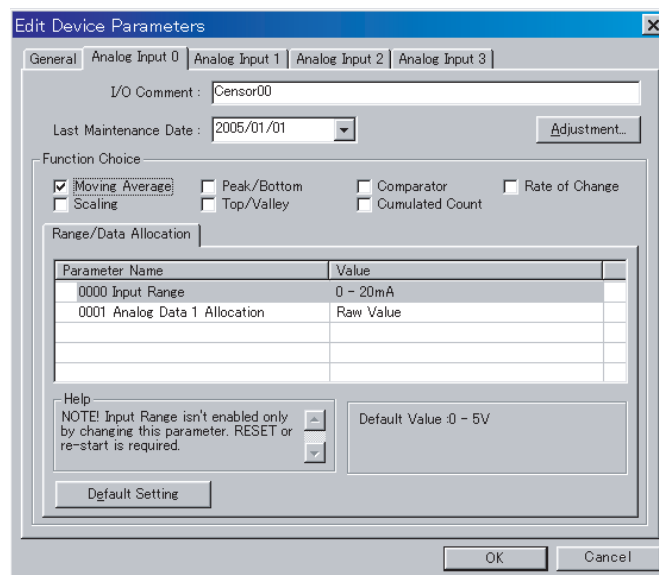 Edit Device Parameters
General Analog Input 0 Analog Input 1 Analog Input 2 Analog Input 3
I/O Comment : Censor00
Last Maintenance Date : 2005/01/01 Adjustment...
Function Choice
Moving Average Peak/Bottom Comparator Rate of Change
Scaling Top/Valley Cumulated Count
Range/Data Allocation
Parameter Name Value
0000 Input Range 0 - 20mA
0001 Analog Data 1 Allocation Raw Value
Help
NOTE! Input Range isn't enabled only
by changing this parameter. RESET or
re-start is required.
Default Value :0 - 5V
Default Setting
OK Cancel